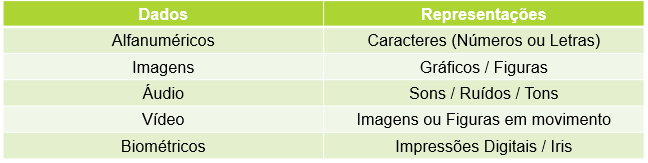 Dados Representações
Alfanuméricos Caracteres (Números ou Letras)
Imagens Gráficos / Figuras
Áudio Sons / Ruídos / Tons
Vídeo Imagens ou Figuras em movimento
Biométricos Impressões Digitais / Iris